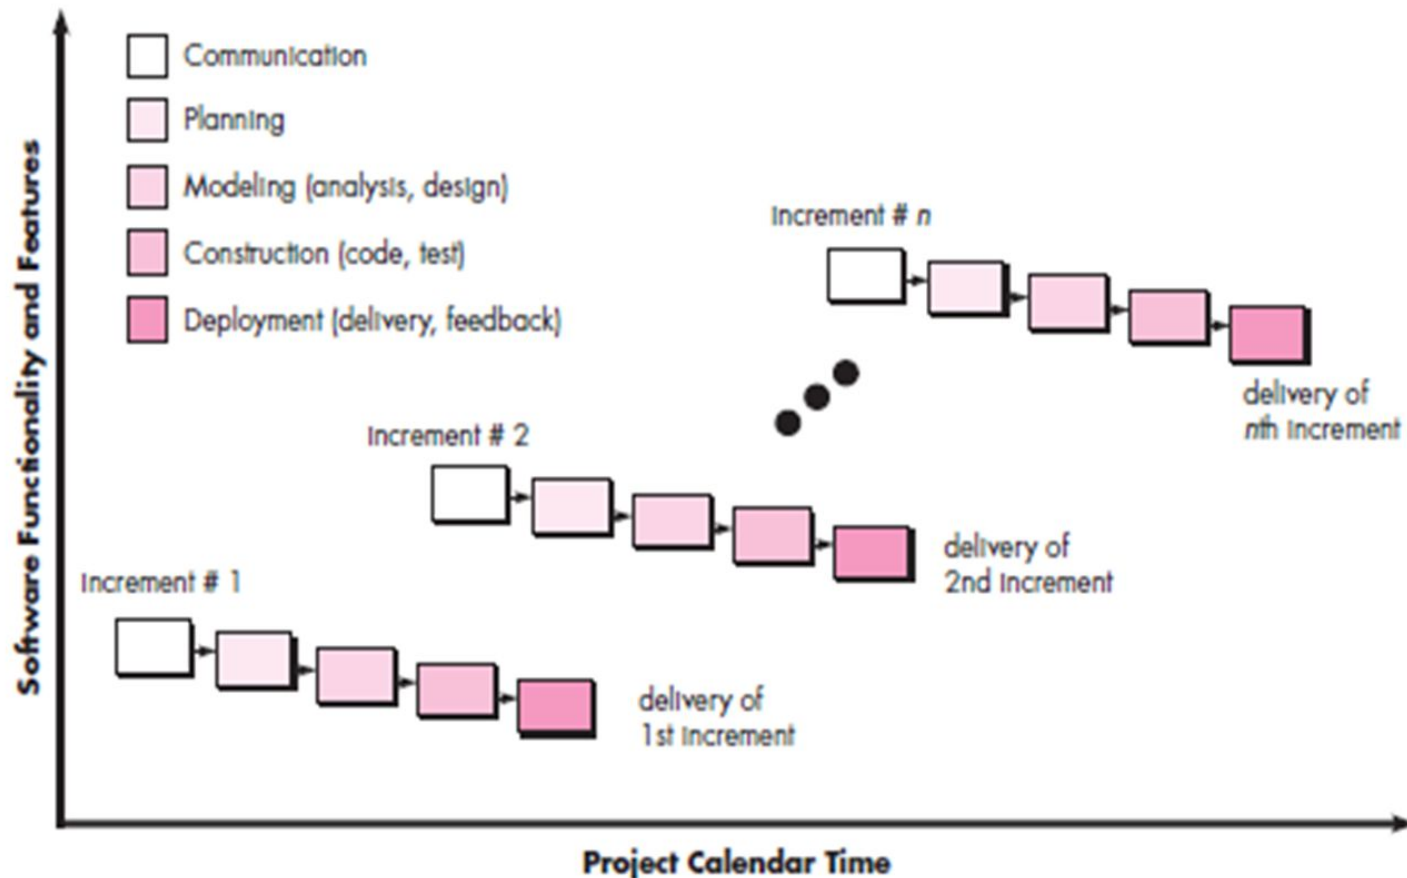 Communication
Planning
Modeling (analysis, design)
Construction (code, test)
Deployment (delivery, feedback)
Software Functionality and Features
Increment # n
delivery of
nth Increment
Increment # 2
delivery of
2nd Increment
Increment # 1
delivery of
1st Increment
Project Calendar Time